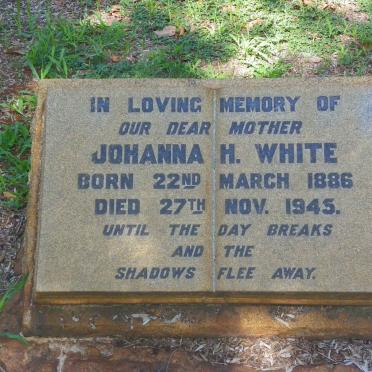 IN LOVING MEMORY OF
OUR DEAR MOTHER
JOHANNA H. WHITE
BORN 22ND MARCH 1886
DIED 27TH NOV. 1945.
UNTIL THE DAY BREAKS
AND THE
SHADOWS FLEE AWAY.